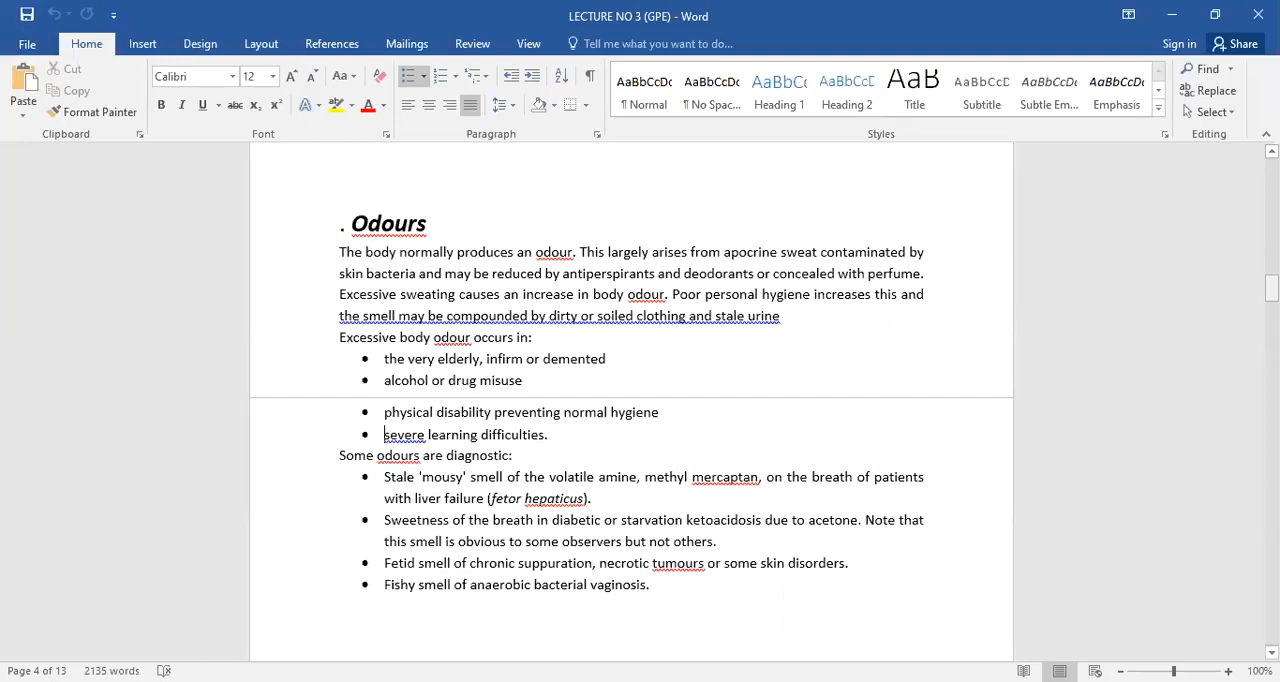 LECTURE NO 3 (GPE) - Word
File Home Insert Design Layout References Mailings Review View Tell me what you want to do... Sign in Share
Paste
Cut
Copy
Format Painter
Clipboard
Calibri 12
Font
Paragraph
AaBbCcDc AaBbCcDc AaBbC AaBbCcD AaB AaBbCcD AaBbCcDc AaBbCcDc
¶ Normal ¶ No Spac... Heading 1 Heading 2 Title Subtitle Subtle Em... Emphasis
Styles
Find
Replace
Select
Editing
. Odours
The body normally produces an odour. This largely arises from apocrine sweat contaminated by
skin bacteria and may be reduced by antiperspirants and deodorants or concealed with perfume.
Excessive sweating causes an increase in body odour. Poor personal hygiene increases this and
the smell may be compounded by dirty or soiled clothing and stale urine
Excessive body odour occurs in:
• the very elderly, infirm or demented
• alcohol or drug misuse
• physical disability preventing normal hygiene
• severe learning difficulties.
Some odours are diagnostic:
• Stale 'mousy' smell of the volatile amine, methyl mercaptan, on the breath of patients
with liver failure (fetor hepaticus).
• Sweetness of the breath in diabetic or starvation ketoacidosis due to acetone. Note that
this smell is obvious to some observers but not others.
• Fetid smell of chronic suppuration, necrotic tumours or some skin disorders.
• Fishy smell of anaerobic bacterial vaginosis.
Page 4 of 13 2135 words 100%